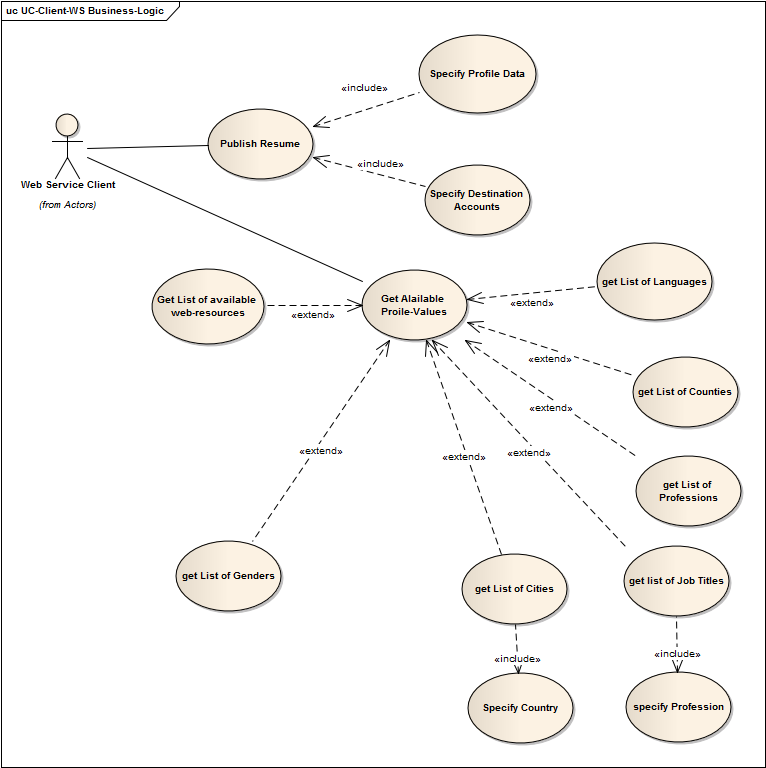 uc UC-Client-WS Business-Logic
Specify Profile Data
«include»
Publish Resume
«include»
Web Service Client
(from Actors)
Specify Destination
Accounts
Get List of available
web-resources
«extend»
Get Alailable
Proile-Values
get List of Languages
«extend»
«extend»
get List of Counties
«extend»
«extend»
«extend»
«extend»
get List of
Professions
get List of Genders
get List of Cities
get list of Job Titles
«include»
«include»
Specify Country
specify Profession